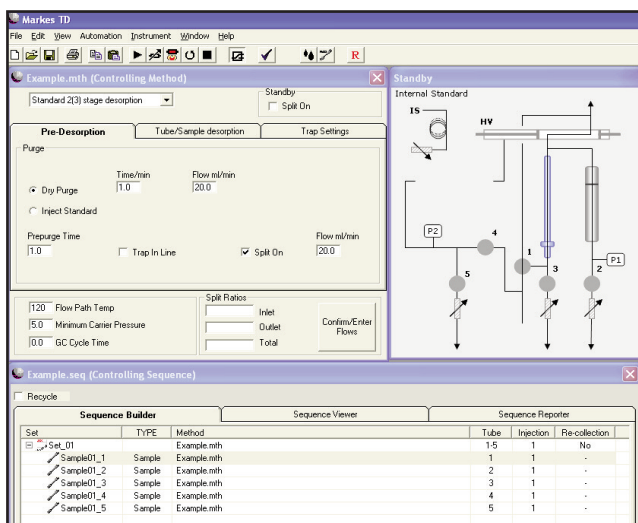 Markes TD
File Edit View Automation Instrument Window Help
R
Example.mth (Controlling Method)
Standard 2(3) stage desorption
Standby
Split On
Pre-Desorption Tube/Sample desorption Trap Settings
Purge
Time/min Flow ml/min
Dry Purge 1.0 20.0
Inject Standard
Prepurge Time Flow ml/min
1.0 Trap In Line Split On 20.0
120 Flow Path Temp
5.0 Minimum Carrier Pressure
0.0 GC Cycle Time
Split Ratios
Inlet
Outlet
Total
Confirm/Enter
Flows
Standby
Internal Standard
IS
HV
P2
4
1
P1
5
3
2
Example.seq (Controlling Sequence)
Recycle
Sequence Builder Sequence Viewer Sequence Reporter
Set TYPE Method Tube Injection Re-collection
Set_01 Example.mth 1-5 1 No
Sample01_1 Sample Example.mth 1 1 -
Sample01_2 Sample Example.mth 2 1 -
Sample01_3 Sample Example.mth 3 1 -
Sample01_4 Sample Example.mth 4 1 -
Sample01_5 Sample Example.mth 5 1 -